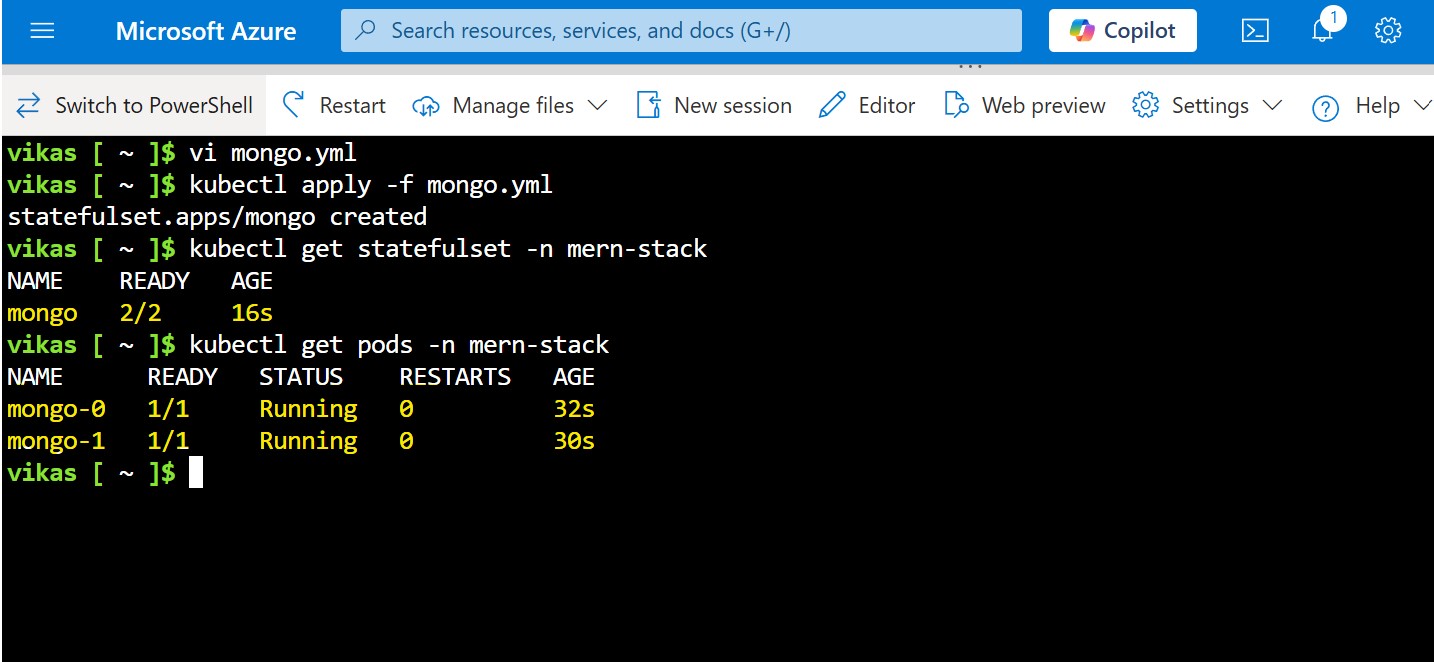 Microsoft Azure Search resources, services, and docs (G+/) Copilot 1
Switch to PowerShell Restart Manage files New session Editor Web preview Settings Help
vikas [ ~ ]$ vi mongo.yml
vikas [ ~ ]$ kubectl apply -f mongo.yml
statefulset.apps/mongo created
vikas [ ~ ]$ kubectl get statefulset -n mern-stack
NAME    READY   AGE
mongo   2/2     16s
vikas [ ~ ]$ kubectl get pods -n mern-stack
NAME      READY   STATUS    RESTARTS   AGE
mongo-0   1/1     Running   0          32s
mongo-1   1/1     Running   0          30s
vikas [ ~ ]$